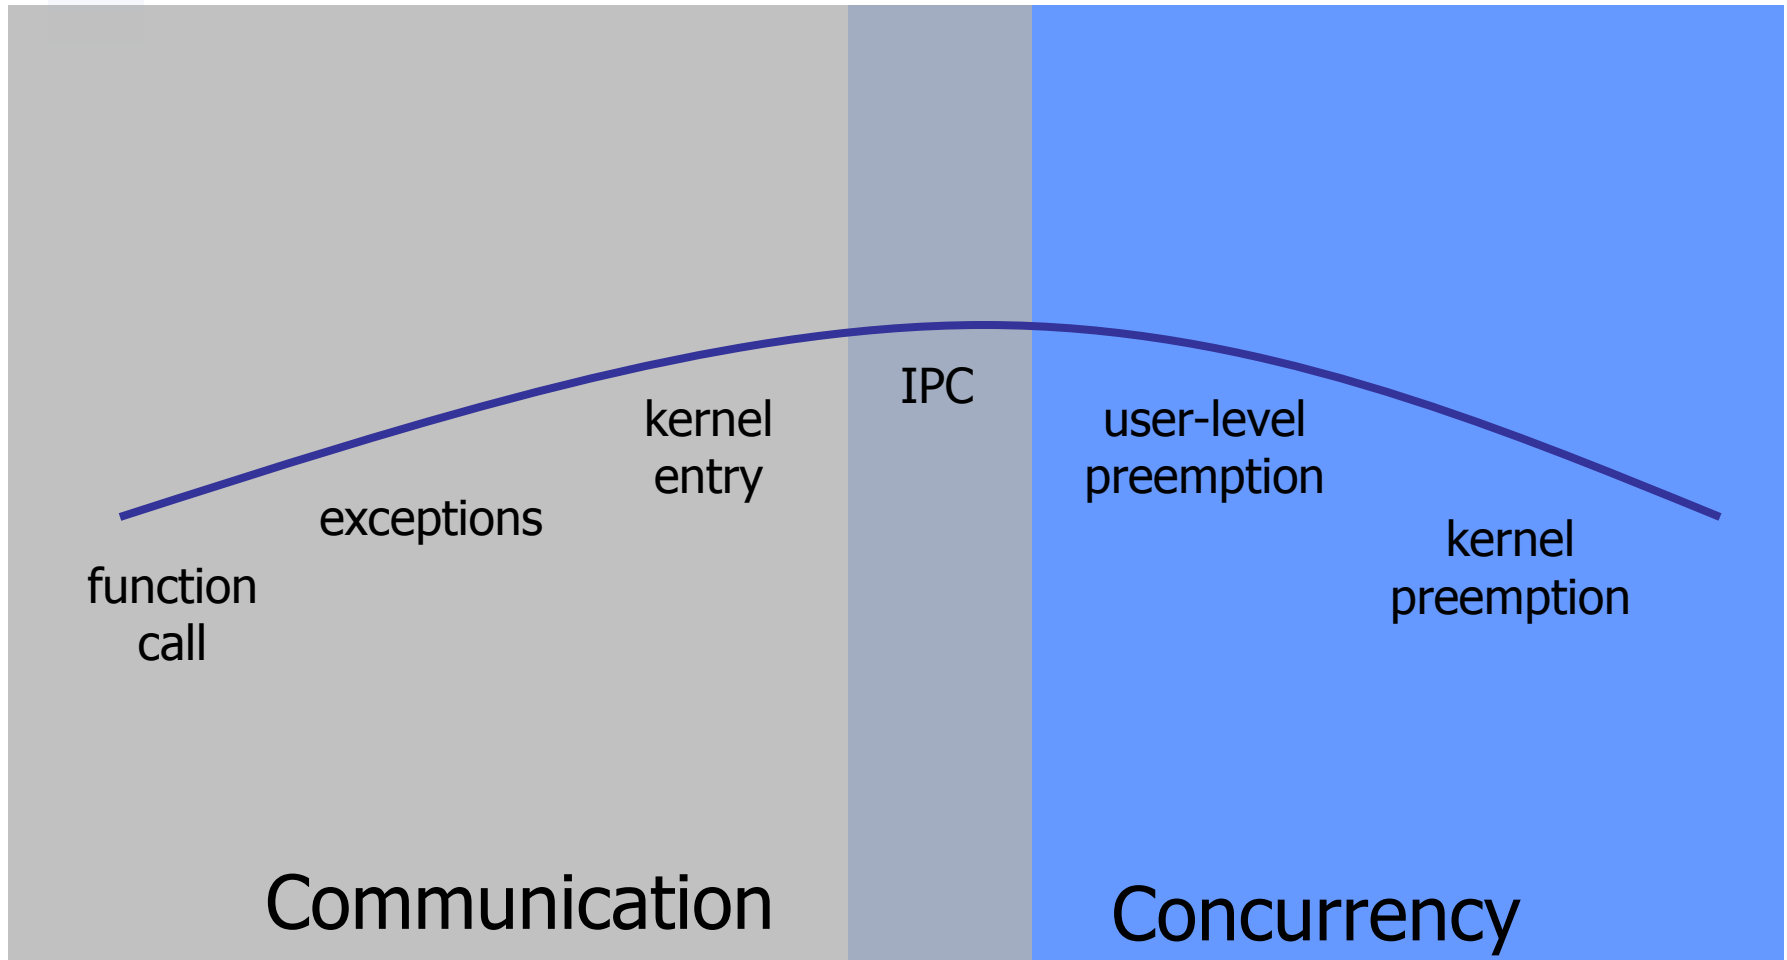 function
call
exceptions
kernel
entry
IPC
user-level
preemption
kernel
preemption
Communication
Concurrency